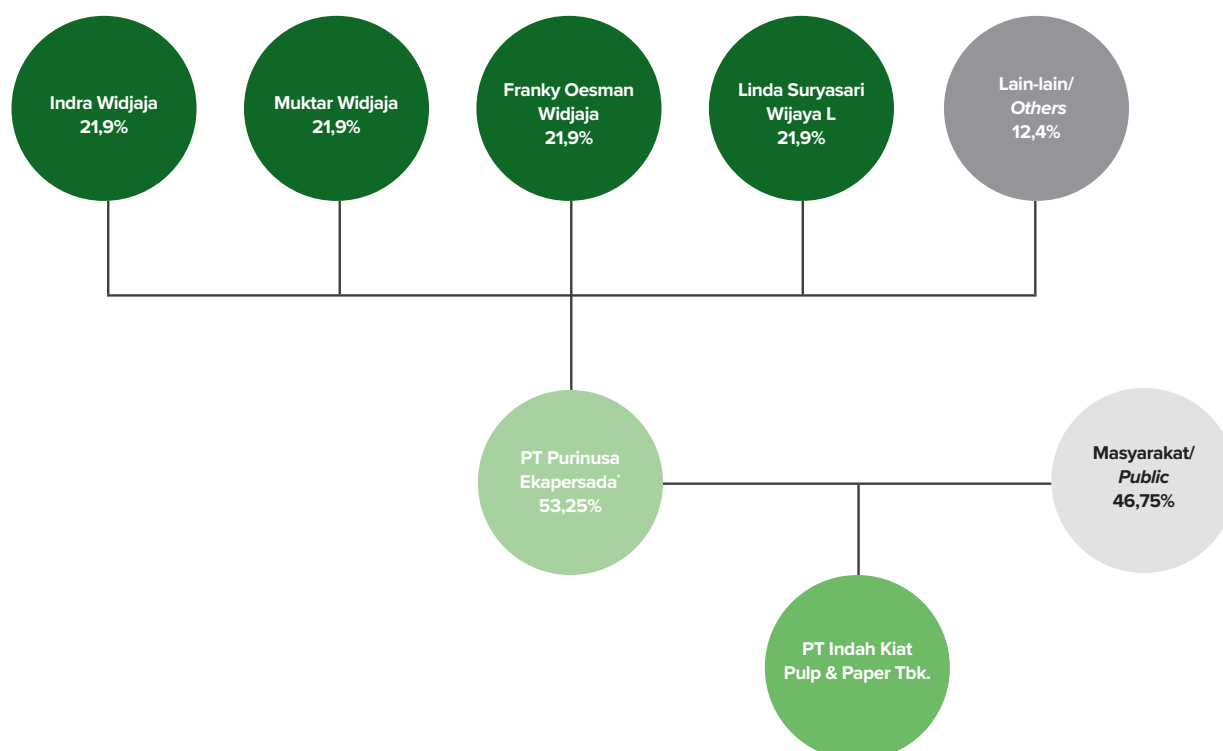 Indra Widjaja
21,9%
Muktar Widjaja
21,9%
Franky Oesman
Widjaja
21,9%
Linda Suryasari
Wijaya L
21,9%
Lain-lain/
Others
12,4%
PT Purinusa
Ekapersada*
53,25%
Masyarakat/
Public
46,75%
PT Indah Kiat
Pulp & Paper Tbk.